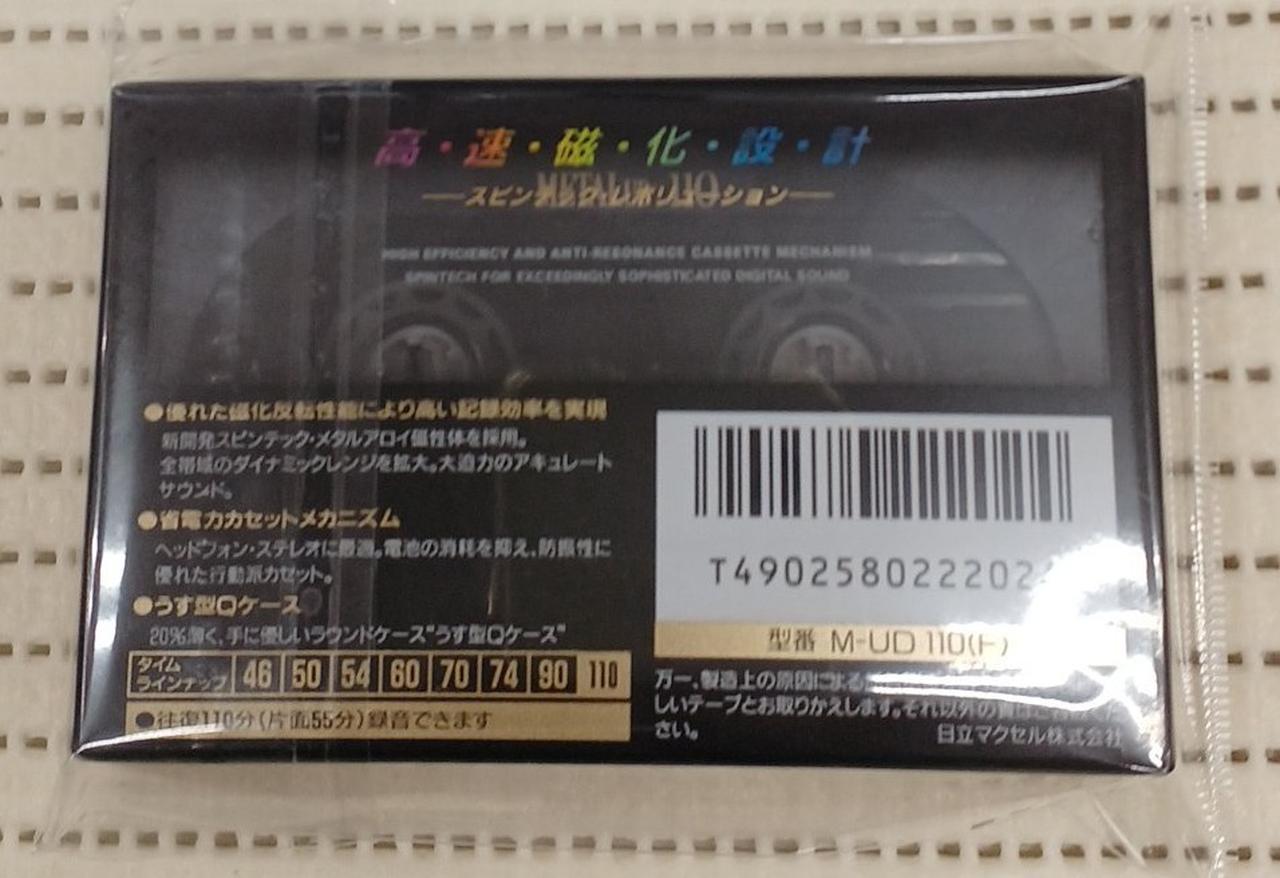 高・速・磁・化・設・計
METAL 110
スピンテック・レボリューション
HIGH EFFICIENCY AND ANTI-RESONANCE CASSETTE MECHANISM
SPINTECH FOR EXCEEDINGLY SOPHISTICATED DIGITAL SOUND
●優れた磁化反転性能により高い記録効率を実現
新開発スピンテック・メタルアロイ磁性体を採用。
全帯域のダイナミックレンジを拡大。大迫力のアキュレート
サウンド。
●省電力カセットメカニズム
ヘッドフォン・ステレオに最適。電池の消耗を抑え、防振性に
優れた行動派カセット。
●うす型Qケース
20%薄く、手に優しいラウンドケース"うす型Qケース"
タイムラインナップ 46 50 54 60 70 74 90 110
●往復110分(片面55分)録音できます
T490258022202
型番 M-UD 110(F)
万一、製造上の原因による
しいテープとお取りかえします。それ以外の
さい。
日立マクセル株式会社